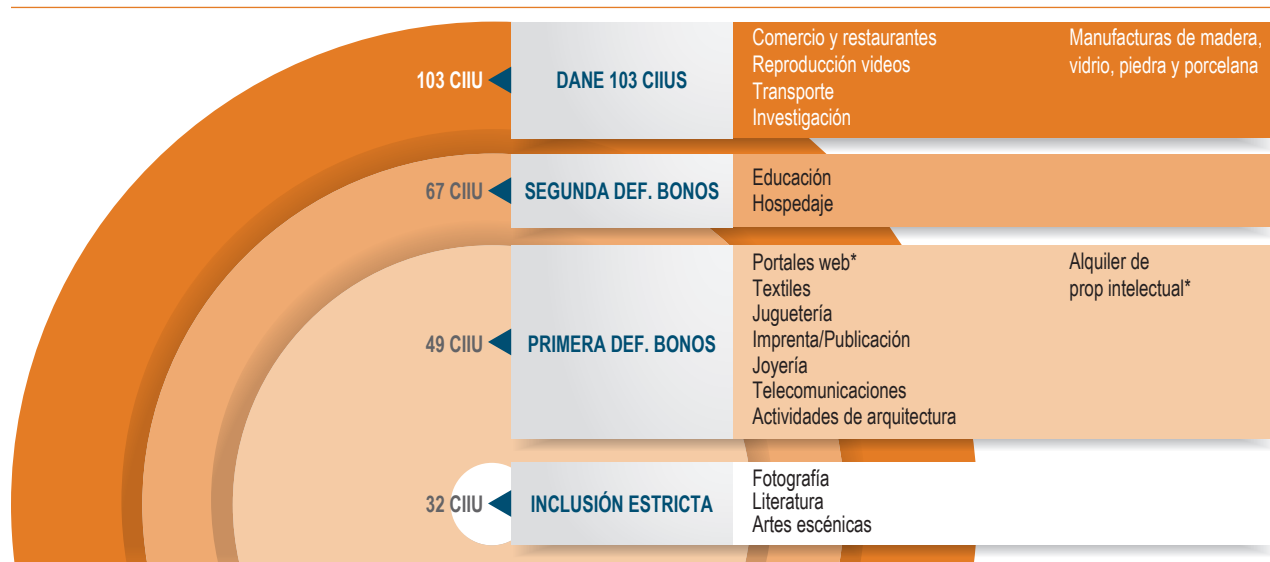 103 CIIU
DANE 103 CIIUS
Comercio y restaurantes
Reproducción videos
Transporte
Investigación
Manufacturas de madera,
vidrio, piedra y porcelana
67 CIIU
SEGUNDA DEF. BONOS
Educación
Hospedaje
49 CIIU
PRIMERA DEF. BONOS
Portales web*
Textiles
Juguetería
Imprenta/Publicación
Joyería
Telecomunicaciones
Actividades de arquitectura
Alquiler de
prop intelectual*
32 CIIU
INCLUSIÓN ESTRICTA
Fotografía
Literatura
Artes escénicas